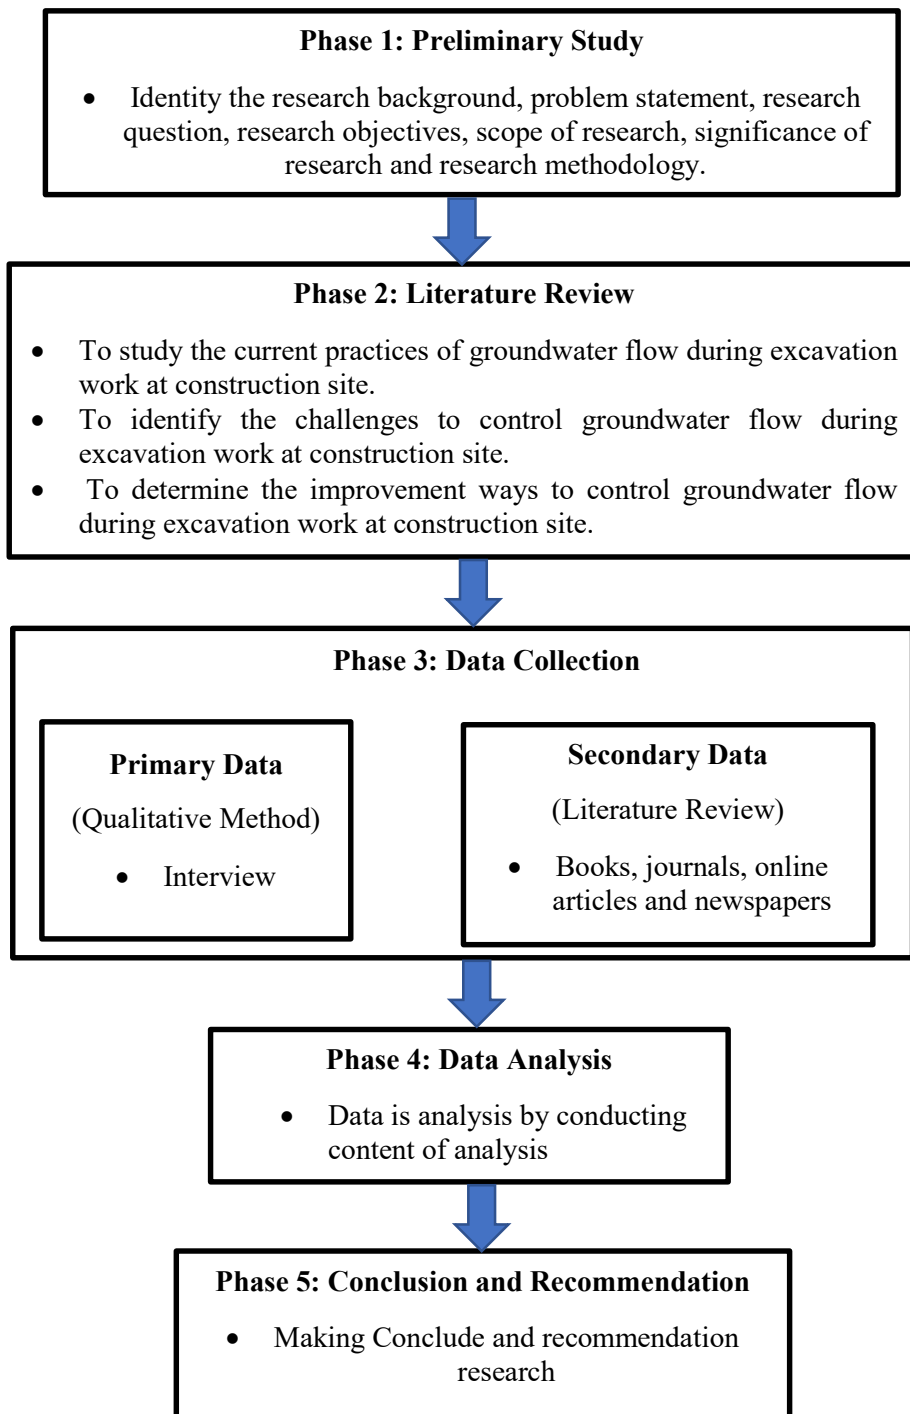 Phase 1: Preliminary Study
• Identity the research background, problem statement, research
question, research objectives, scope of research, significance of
research and research methodology.
Phase 2: Literature Review
• To study the current practices of groundwater flow during excavation
work at construction site.
• To identify the challenges to control groundwater flow during
excavation work at construction site.
• To determine the improvement ways to control groundwater flow
during excavation work at construction site.
Phase 3: Data Collection
Primary Data
(Qualitative Method)
• Interview
Secondary Data
(Literature Review)
• Books, journals, online
articles and newspapers
Phase 4: Data Analysis
• Data is analysis by conducting
content of analysis
Phase 5: Conclusion and Recommendation
• Making Conclude and recommendation
research